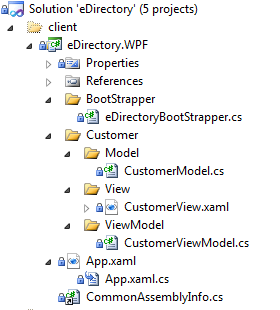 Solution 'eDirectory' (5 projects)
client
eDirectory.WPF
Properties
References
BootStrapper
eDirectoryBootStrapper.cs
Customer
Model
CustomerModel.cs
View
CustomerView.xaml
ViewModel
CustomerViewModel.cs
App.xaml
App.xaml.cs
CommonAssemblyInfo.cs